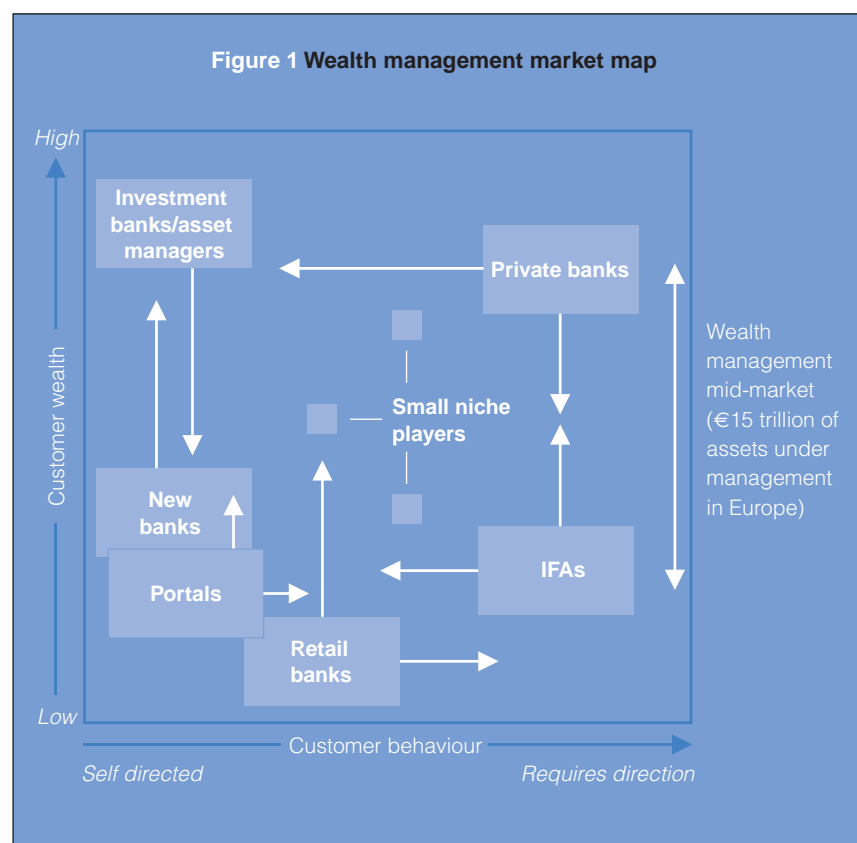 Figure 1 Wealth management market map
High
Investment
banks/asset
managers
Private banks
Wealth
management
mid-market
(€15 trillion of
assets under
management
in Europe)
Customer wealth
Small niche
players
New
banks
Portals
IFAs
Retail
banks
Low
Customer behaviour
Self directed
Requires direction